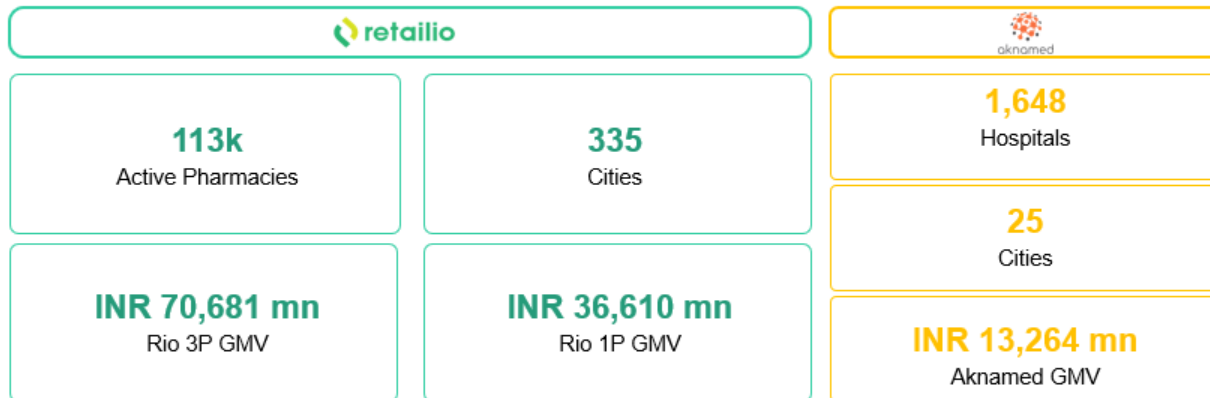 retailio
aknamed
113k
Active Pharmacies
335
Cities
INR 70,681 mn
Rio 3P GMV
INR 36,610 mn
Rio 1P GMV
1,648
Hospitals
25
Cities
INR 13,264 mn
Aknamed GMV